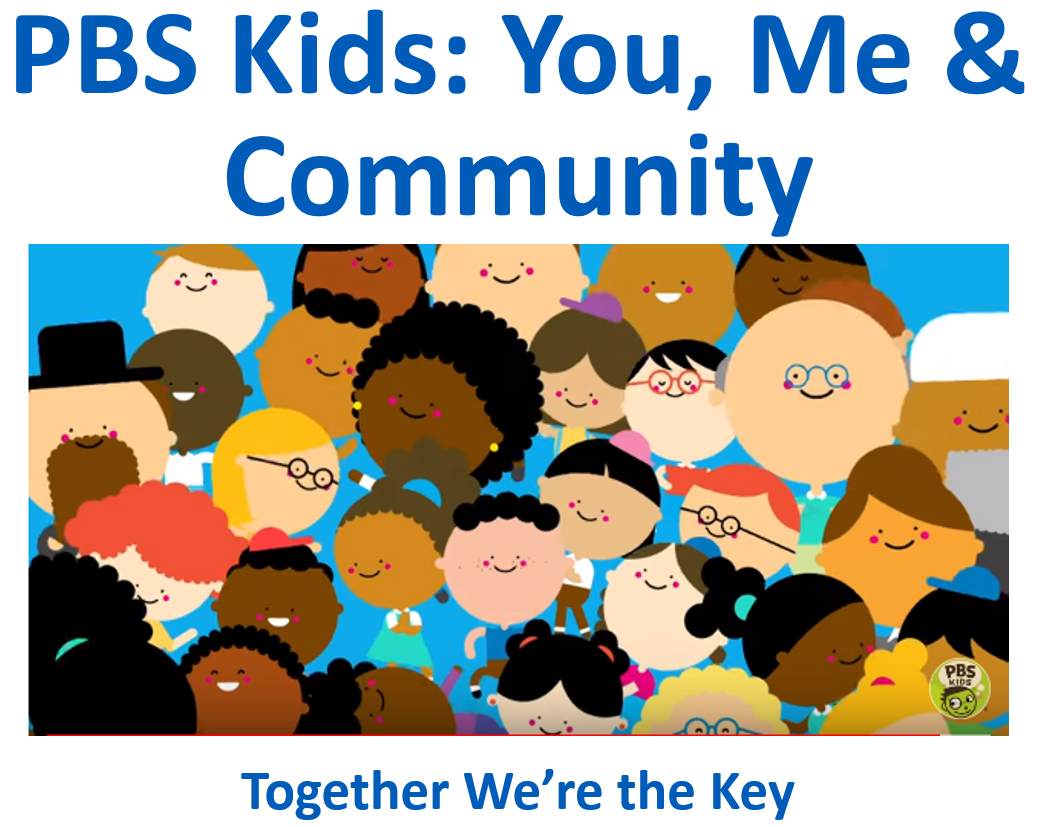 PBS Kids: You, Me &
Community
PBS
KIDS
Together We’re the Key